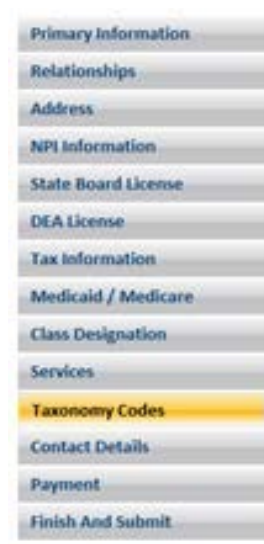 Primary Information
Relationships
Address
NPI Information
State Board License
DEA License
Tax Information
Medicaid / Medicare
Class Designation
Services
Taxonomy Codes
Contact Details
Payment
Finish And Submit